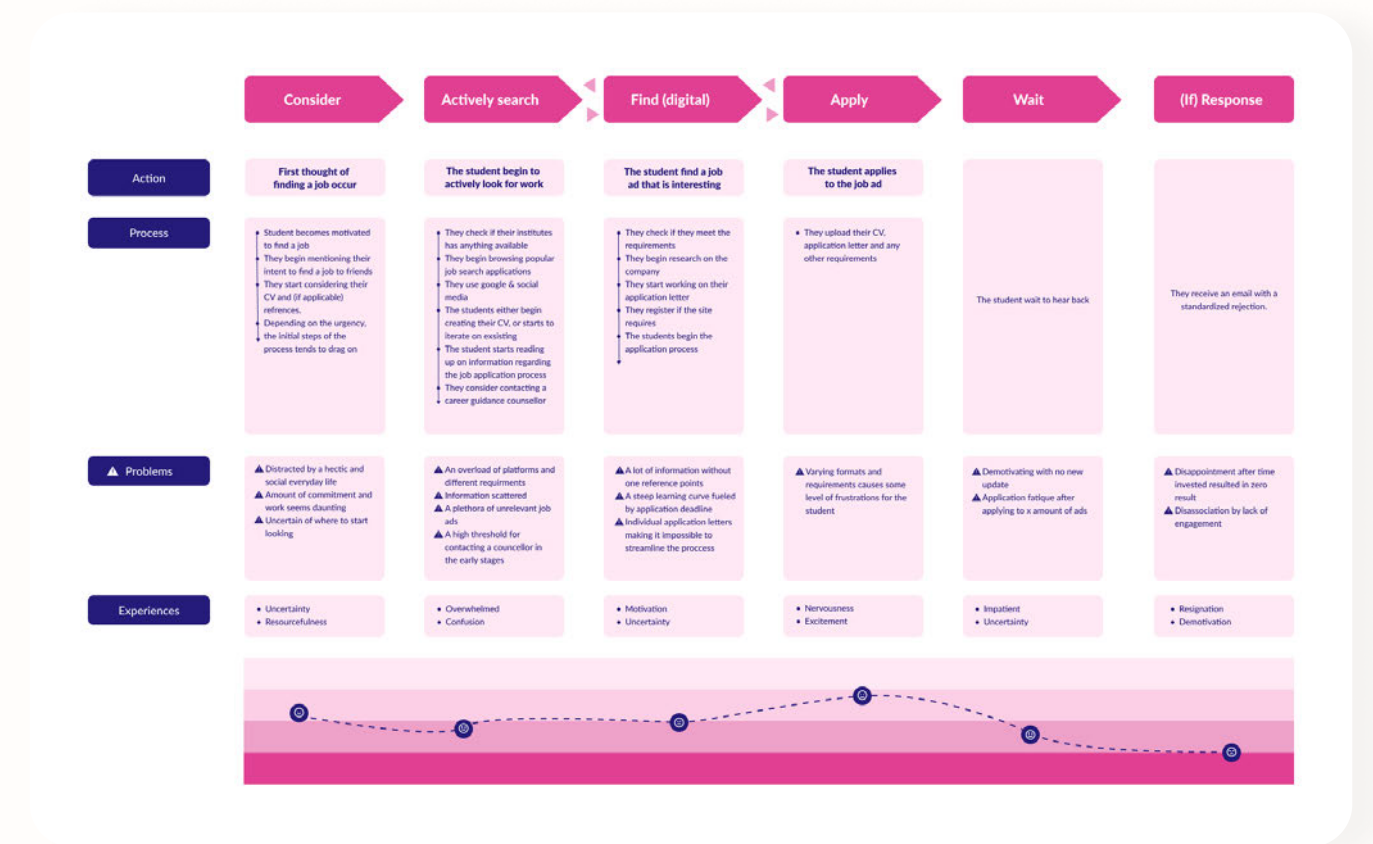 Consider
Actively search
Find (digital)
Apply
Wait
(If) Response
Action
First thought of
finding a job occur
The student begin to
actively look for work
The student find a job
ad that is interesting
The student applies
to the job ad
Process
Student becomes motivated
to find a job
They begin mentioning their
intent to find a job to friends
They start considering their
CV and (if applicable)
refrences.
Depending on the urgency,
the initial steps of the
process tends to drag on
They check if their institutes
has anything available
They begin browsing popular
job search applications
They use google & social
media
The students either begin
creating their CV, or starts to
iterate on exsisting
The student starts reading
up on information regarding
the job application process
They consider contacting a
career guidance counsellor
They check if they meet the
requirements
They begin research on the
company
They start working on their
application letter
They register if the site
requires
The students begin the
application process
• They upload their CV,
application letter and any
other requirements
The student wait to hear back
They receive an email with a
standardized rejection.
Problems
Distracted by a hectic and
social everyday life
Amount of commitment and
work seems daunting
Uncertain of where to start
looking
An overload of platforms and
different requirments
Information scattered
A plethora of unrelevant job
ads
A high threshold for
contacting a councellor in
the early stages
A lot of information without
one reference points
A steep learning curve fueled
by application deadline
Individual application letters
making it impossible to
streamline the proccess
Varying formats and
requirements causes some
level of frustrations for the
student
Demotivating with no new
update
Application fatique after
applying to x amount of ads
Disappointment after time
invested resulted in zero
result
Disassociation by lack of
engagement
Experiences
• Uncertainty
• Resourcefulness
• Overwhelmed
• Confusion
• Motivation
• Uncertainty
• Nervousness
• Excitement
• Impatient
• Uncertainty
• Resignation
• Demotivation